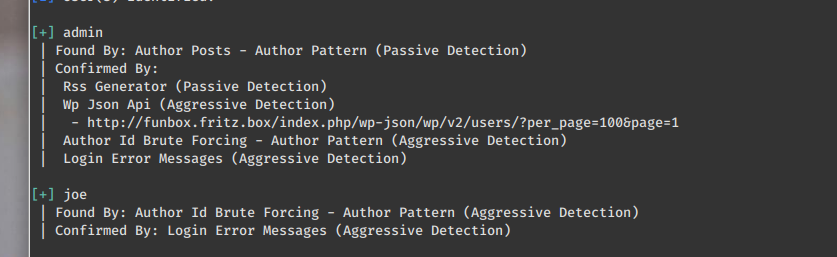 [+] admin
| Found By: Author Posts - Author Pattern (Passive Detection)
| Confirmed By:
|  Rss Generator (Passive Detection)
|  Wp Json Api (Aggressive Detection)
|   - http://funbox.fritz.box/index.php/wp-json/wp/v2/users/?per_page=100&page=1
|  Author Id Brute Forcing - Author Pattern (Aggressive Detection)
|  Login Error Messages (Aggressive Detection)
[+] joe
| Found By: Author Id Brute Forcing - Author Pattern (Aggressive Detection)
| Confirmed By: Login Error Messages (Aggressive Detection)